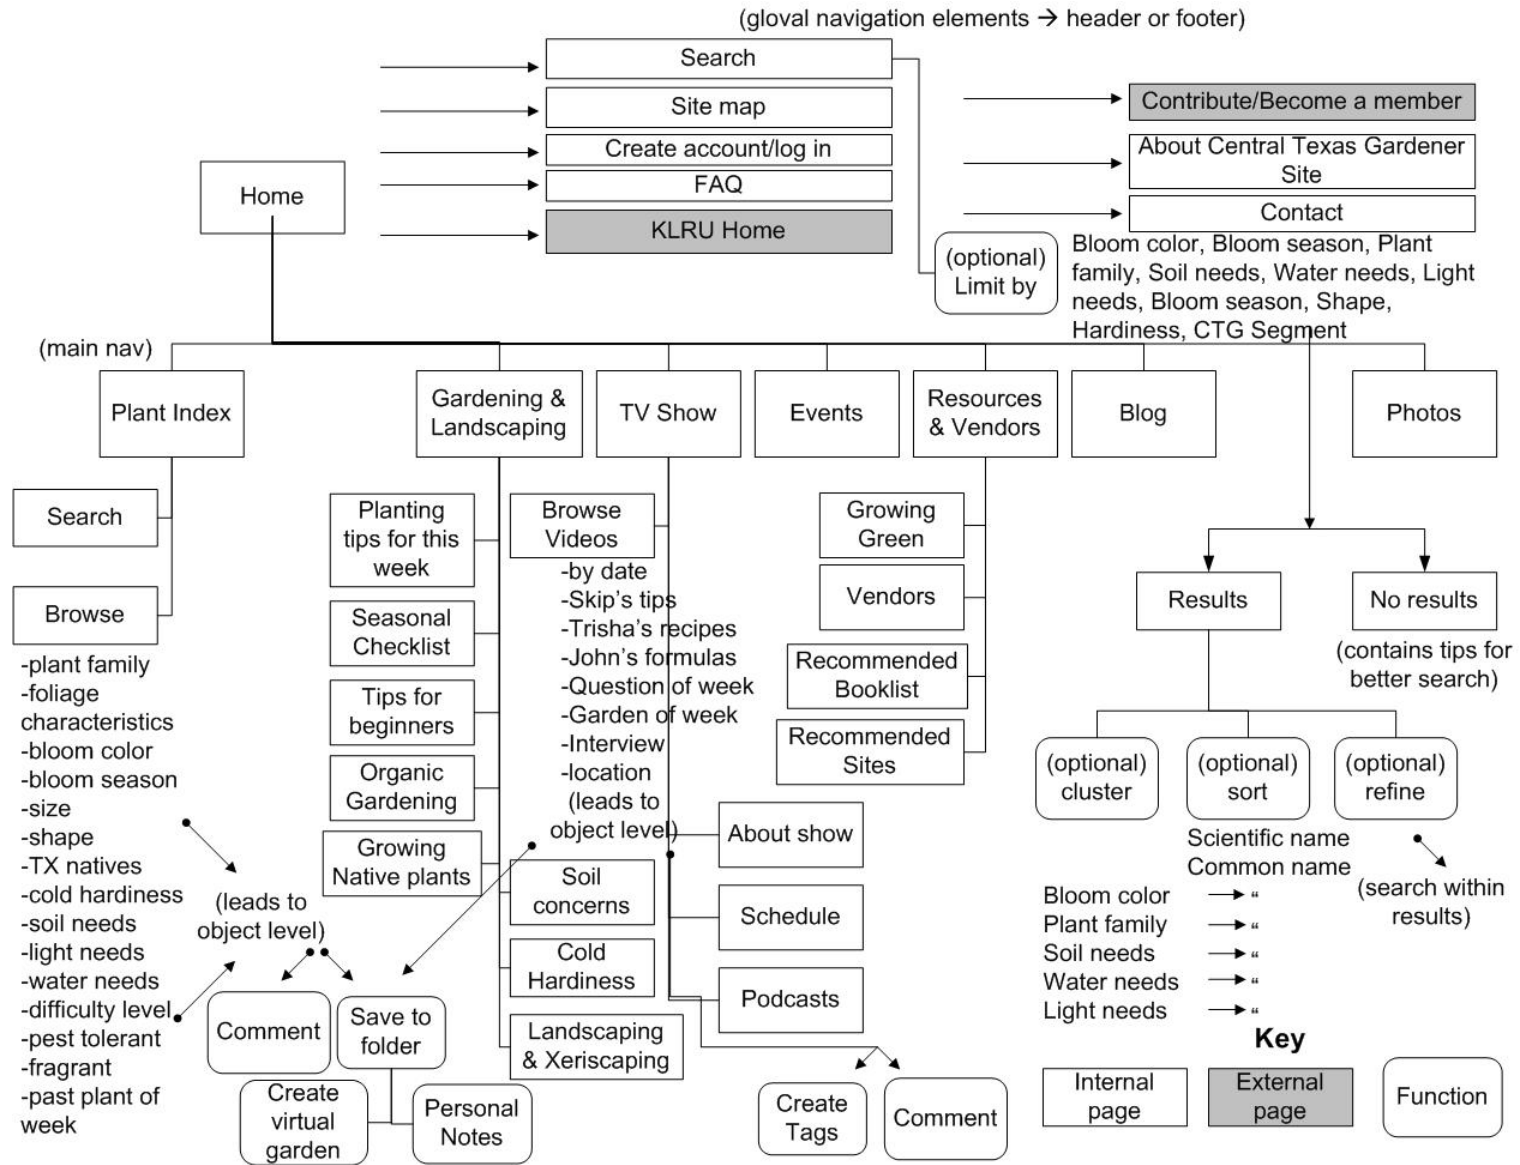 (gloval navigation elements → header or footer)
Search
Site map
Create account/log in
FAQ
KLRU Home
Contribute/Become a member
About Central Texas Gardener
Site
Contact
Home
(optional)
Limit by
Bloom color, Bloom season, Plant
family, Soil needs, Water needs, Light
needs, Bloom season, Shape,
Hardiness, CTG Segment
(main nav)
Plant Index
Gardening &
Landscaping
TV Show
Events
Resources
& Vendors
Blog
Photos
Search
Browse
-plant family
-foliage
characteristics
-bloom color
-bloom season
-size
-shape
-TX natives
-cold hardiness
-soil needs
-light needs
-water needs
-difficulty level
-pest tolerant
-fragrant
-past plant of
week
(leads to
object level)
Comment
Save to
folder
Create
virtual
garden
Personal
Notes
Planting
tips for this
week
Seasonal
Checklist
Tips for
beginners
Organic
Gardening
Growing
Native plants
Soil
concerns
Cold
Hardiness
Landscaping
& Xeriscaping
Browse
Videos
-by date
-Skip's tips
-Trisha's recipes
-John's formulas
-Question of week
-Garden of week
-Interview
-location
(leads to
object level)
About show
Schedule
Podcasts
Create
Tags
Comment
Growing
Green
Vendors
Recommended
Booklist
Recommended
Sites
Results
No results
(contains tips for
better search)
(optional)
cluster
(optional)
sort
(optional)
refine
Scientific name
Common name
Bloom color “
Plant family “
Soil needs “
Water needs “
Light needs “
(search within
results)
Key
Internal
page
External
page
Function